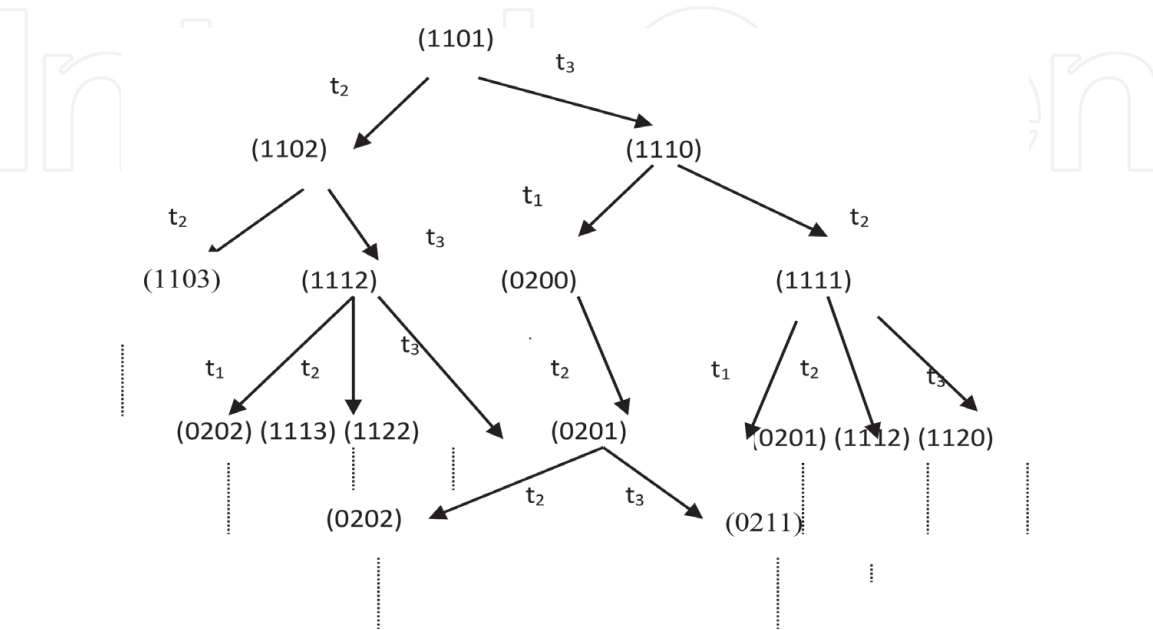 (1101)
t₃
t₂
(1102) (1110)
t₁
t₂ t₂
t₃
(1103) (1112) (0200) (1111)
t₃
t₁ t₂ t₂ t₁ t₂ t₃
(0202) (1113) (1122) (0201) (0201) (1112) (1120)
t₂ t₃
(0202) (0211)